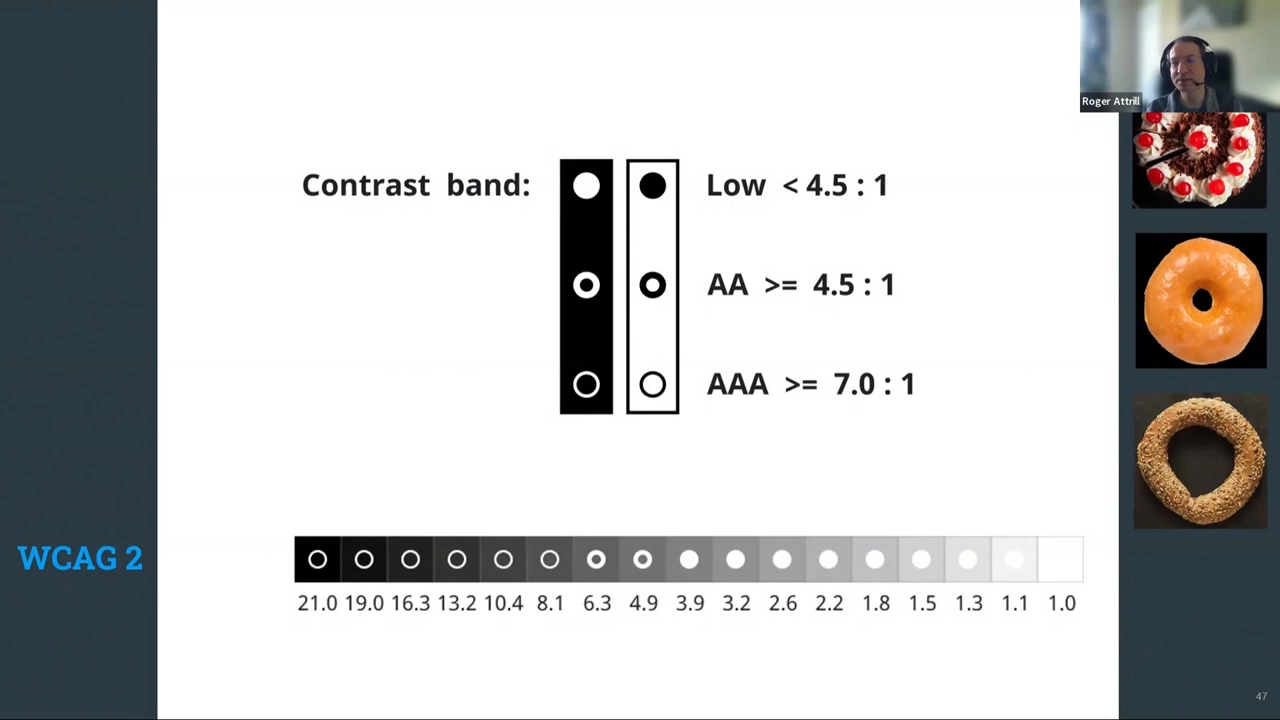 Roger Attrill
Contrast band:
Low < 4.5 : 1
AA >= 4.5 : 1
AAA >= 7.0 : 1
WCAG 2
21.0 19.0 16.3 13.2 10.4 8.1 6.3 4.9 3.9 3.2 2.6 2.2 1.8 1.5 1.3 1.1 1.0
47